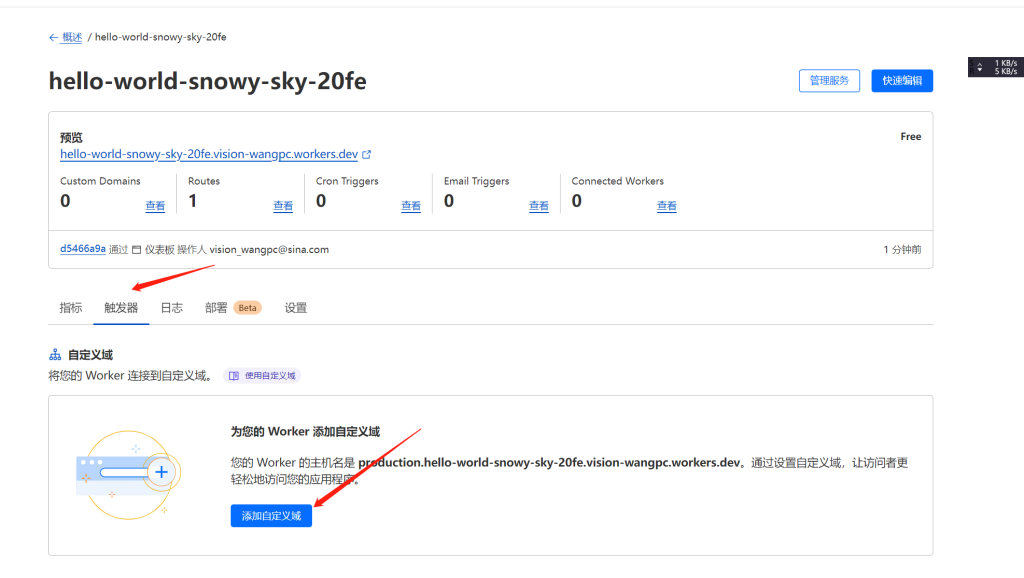 概述 / hello-world-snowy-sky-20fe
hello-world-snowy-sky-20fe
管理服务 快速编辑
1 KB/s
5 KB/s
预览 Free
hello-world-snowy-sky-20fe.vision-wangpc.workers.dev
Custom Domains Routes Cron Triggers Email Triggers Connected Workers
0 查看 1 查看 0 查看 0 查看 0 查看
d5466a9a 通过 仪表板 操作人 vision_wangpc@sina.com 1 分钟前
指标 触发器 日志 部署 Beta 设置
自定义域
将您的 Worker 连接到自定义域。 使用自定义域
为您的 Worker 添加自定义域
您的 Worker 的主机名是 production.hello-world-snowy-sky-20fe.vision-wangpc.workers.dev。通过设置自定义域，让访问者更
轻松地访问您的应用程序。
添加自定义域